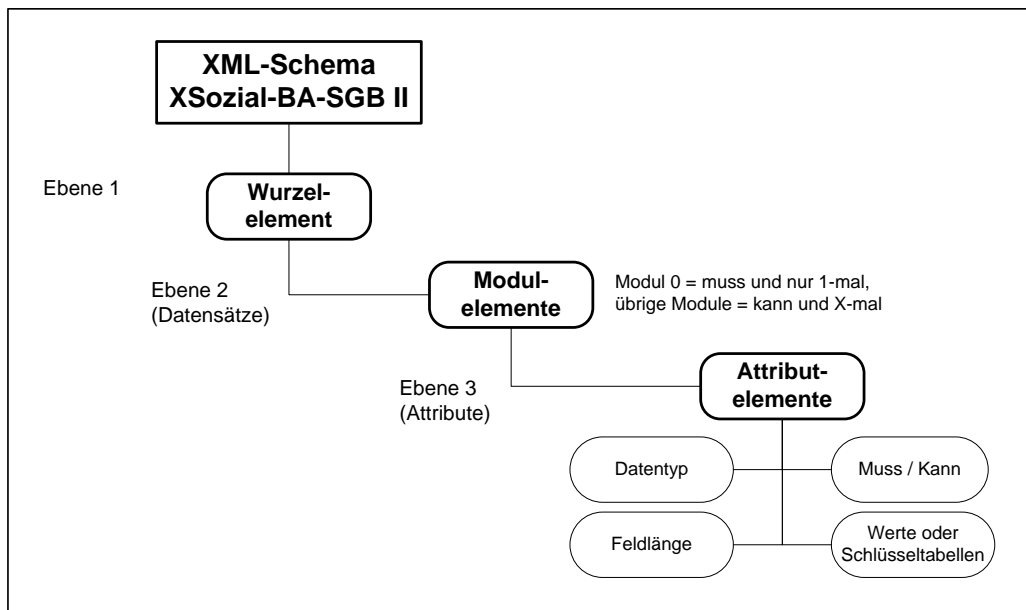 XML-Schema
XSozial-BA-SGB II
Ebene 1
Wurzel-
element
Ebene 2
(Datensätze)
Modul-
elemente
Modul 0 = muss und nur 1-mal,
übrige Module = kann und X-mal
Ebene 3
(Attribute)
Attribut-
elemente
Datentyp
Muss / Kann
Feldlänge
Werte oder
Schlüsseltabellen